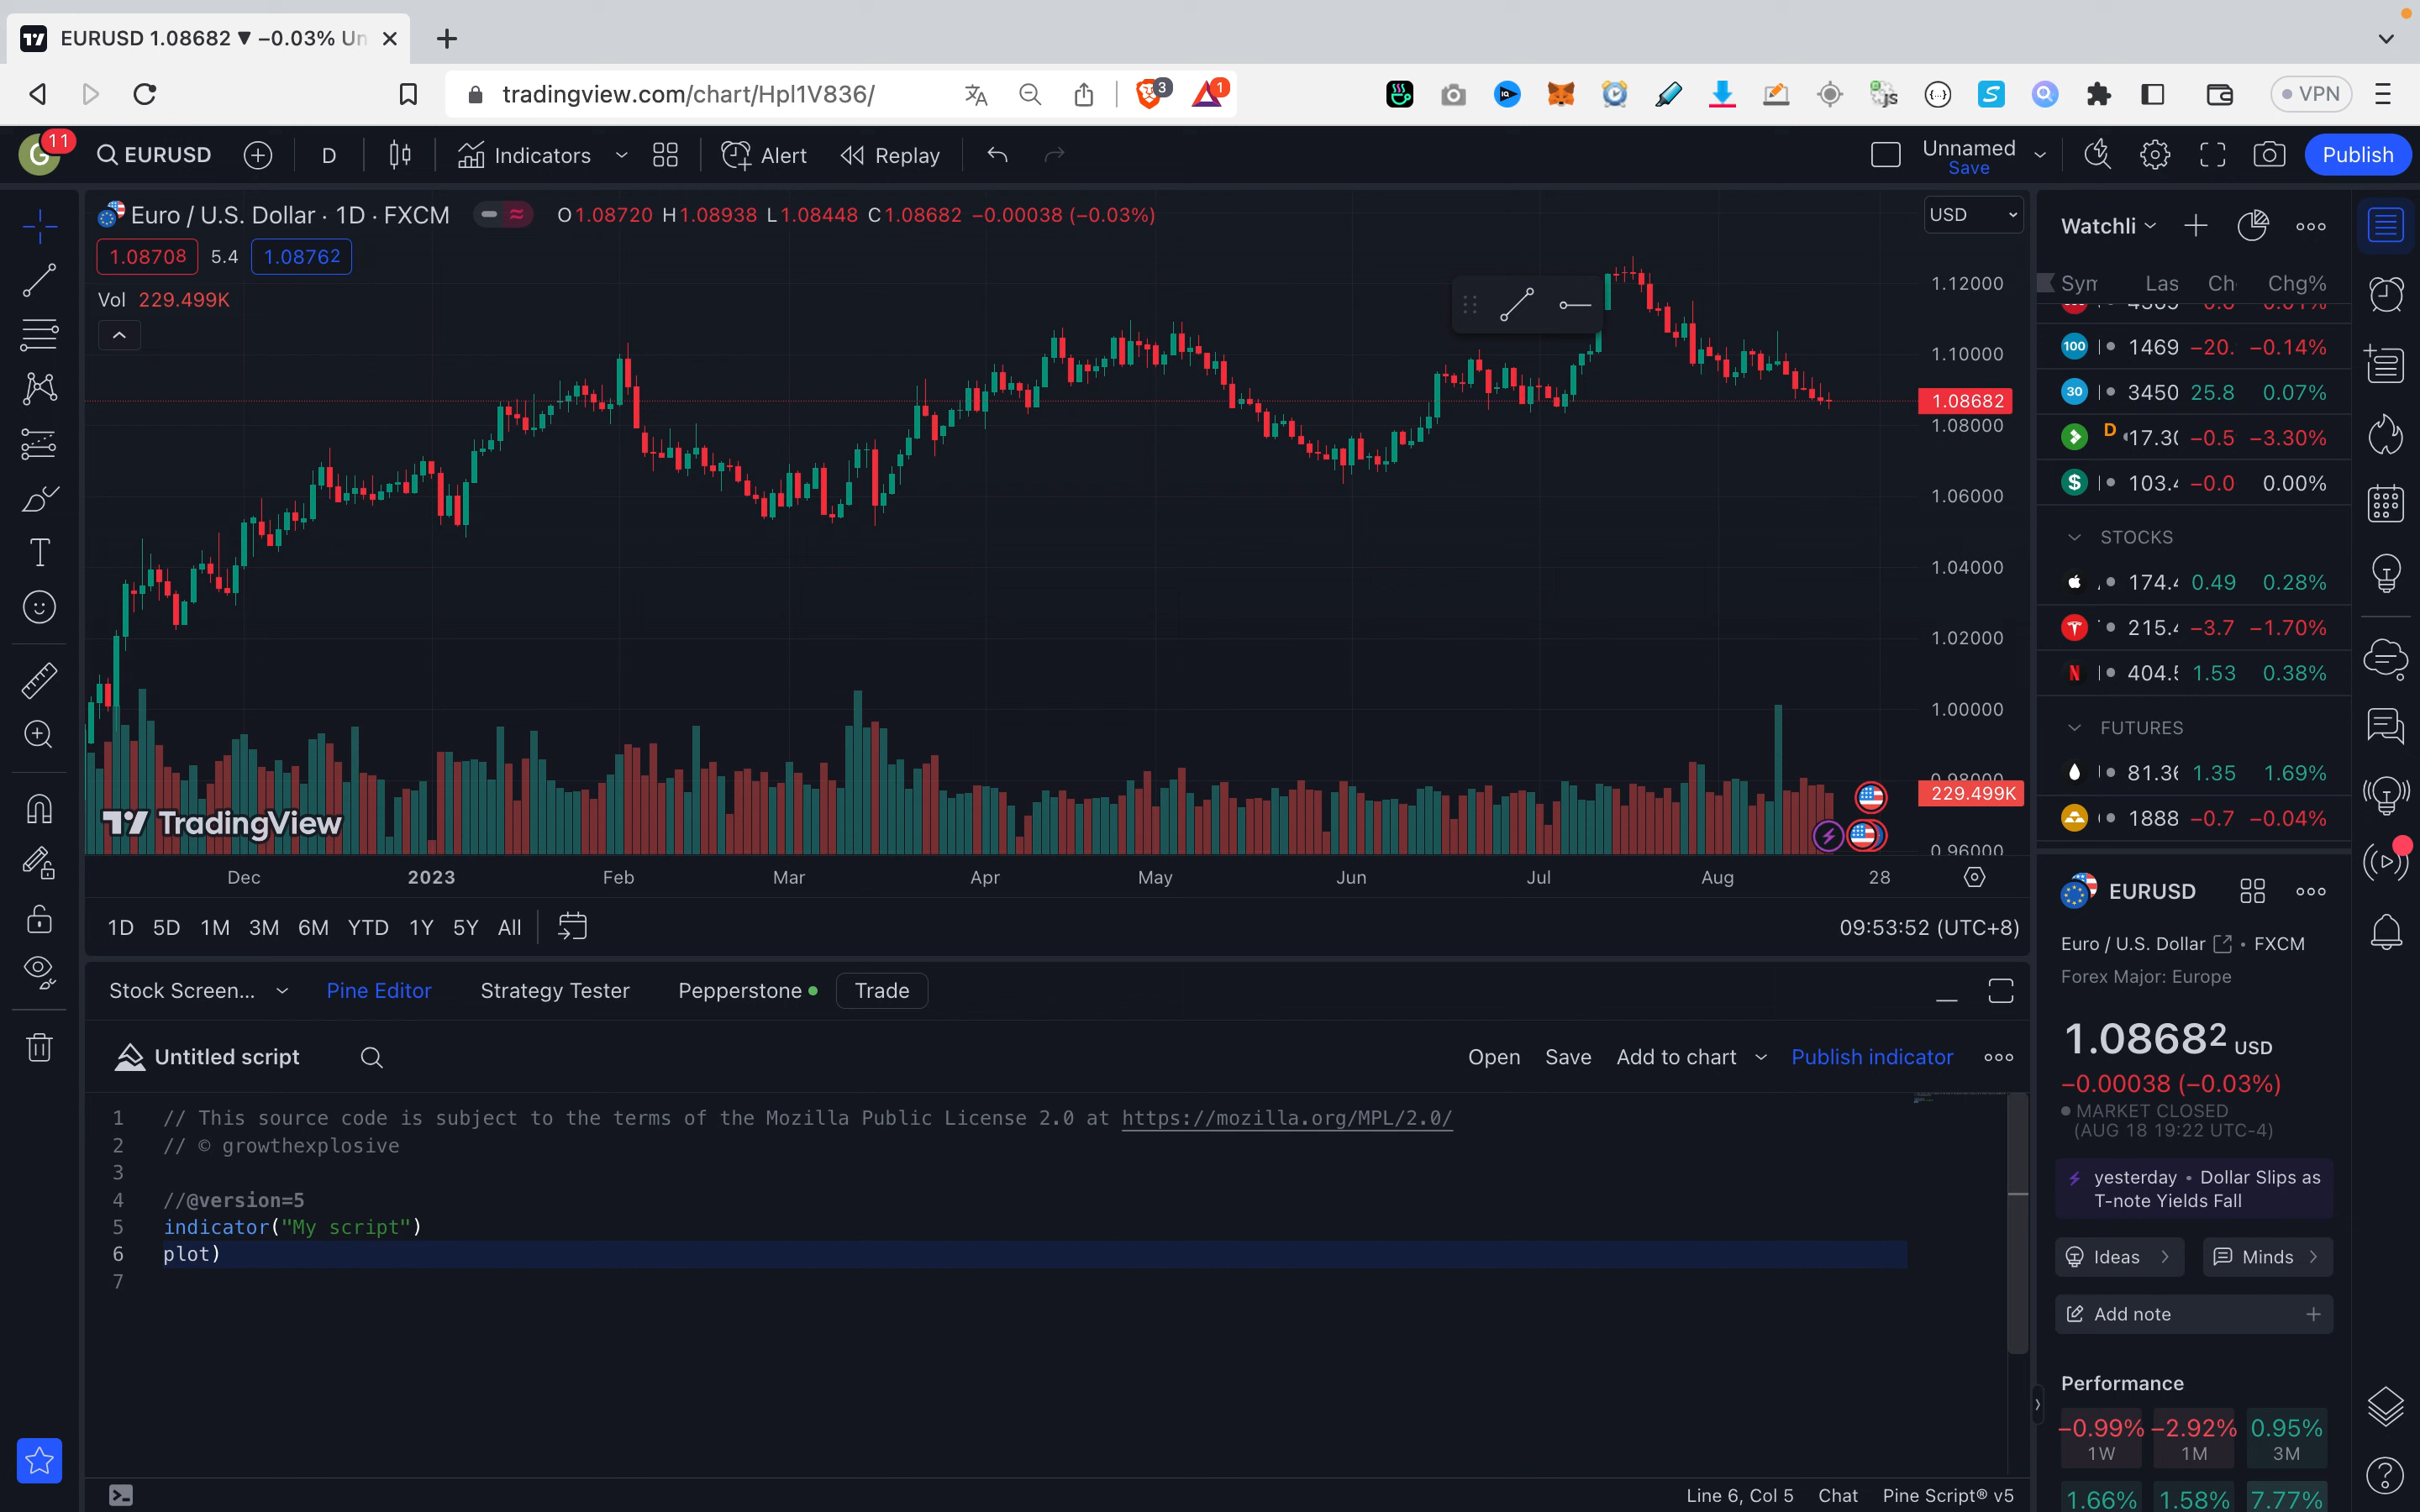 EURUSD 1.08682 ▼ −0.03% Un
tradingview.com/chart/Hpl1V836/
3
1
VPN
G
11
EURUSD
D
Indicators
Alert
Replay
Unnamed
Save
Publish
Euro / U.S. Dollar · 1D · FXCM
O1.08720 H1.08938 L1.08448 C1.08682 −0.00038 (−0.03%)
1.08708 5.4 1.08762
Vol 229.499K
USD
1.12000
1.10000
1.08682
1.08000
1.06000
1.04000
1.02000
1.00000
0.98000
229.499K
0.96000
TradingView
Dec 2023 Feb Mar Apr May Jun Jul Aug 28
1D 5D 1M 3M 6M YTD 1Y 5Y All
09:53:52 (UTC+8)
Stock Screen... Pine Editor Strategy Tester Pepperstone Trade
Untitled script
Open Save Add to chart Publish indicator
1 // This source code is subject to the terms of the Mozilla Public License 2.0 at https://mozilla.org/MPL/2.0/
2 // © growthexplosive
3
4 //@version=5
5 indicator("My script")
6 plot)
7
Line 6, Col 5 Chat Pine Script® v5
Watchli
Sym Las Ch Chg%
100 1469 −20. −0.14%
30 3450 25.8 0.07%
D 17.30 −0.5 −3.30%
$ 103.4 −0.0 0.00%
STOCKS
174.4 0.49 0.28%
215.4 −3.7 −1.70%
N 404.5 1.53 0.38%
FUTURES
81.36 1.35 1.69%
1888 −0.7 −0.04%
EURUSD
Euro / U.S. Dollar • FXCM
Forex Major: Europe
1.08682 USD
−0.00038 (−0.03%)
MARKET CLOSED
(AUG 18 19:22 UTC-4)
yesterday • Dollar Slips as
T-note Yields Fall
Ideas Minds
Add note
Performance
−0.99% −2.92% 0.95%
1W 1M 3M
1.66% 1.58% 7.77%